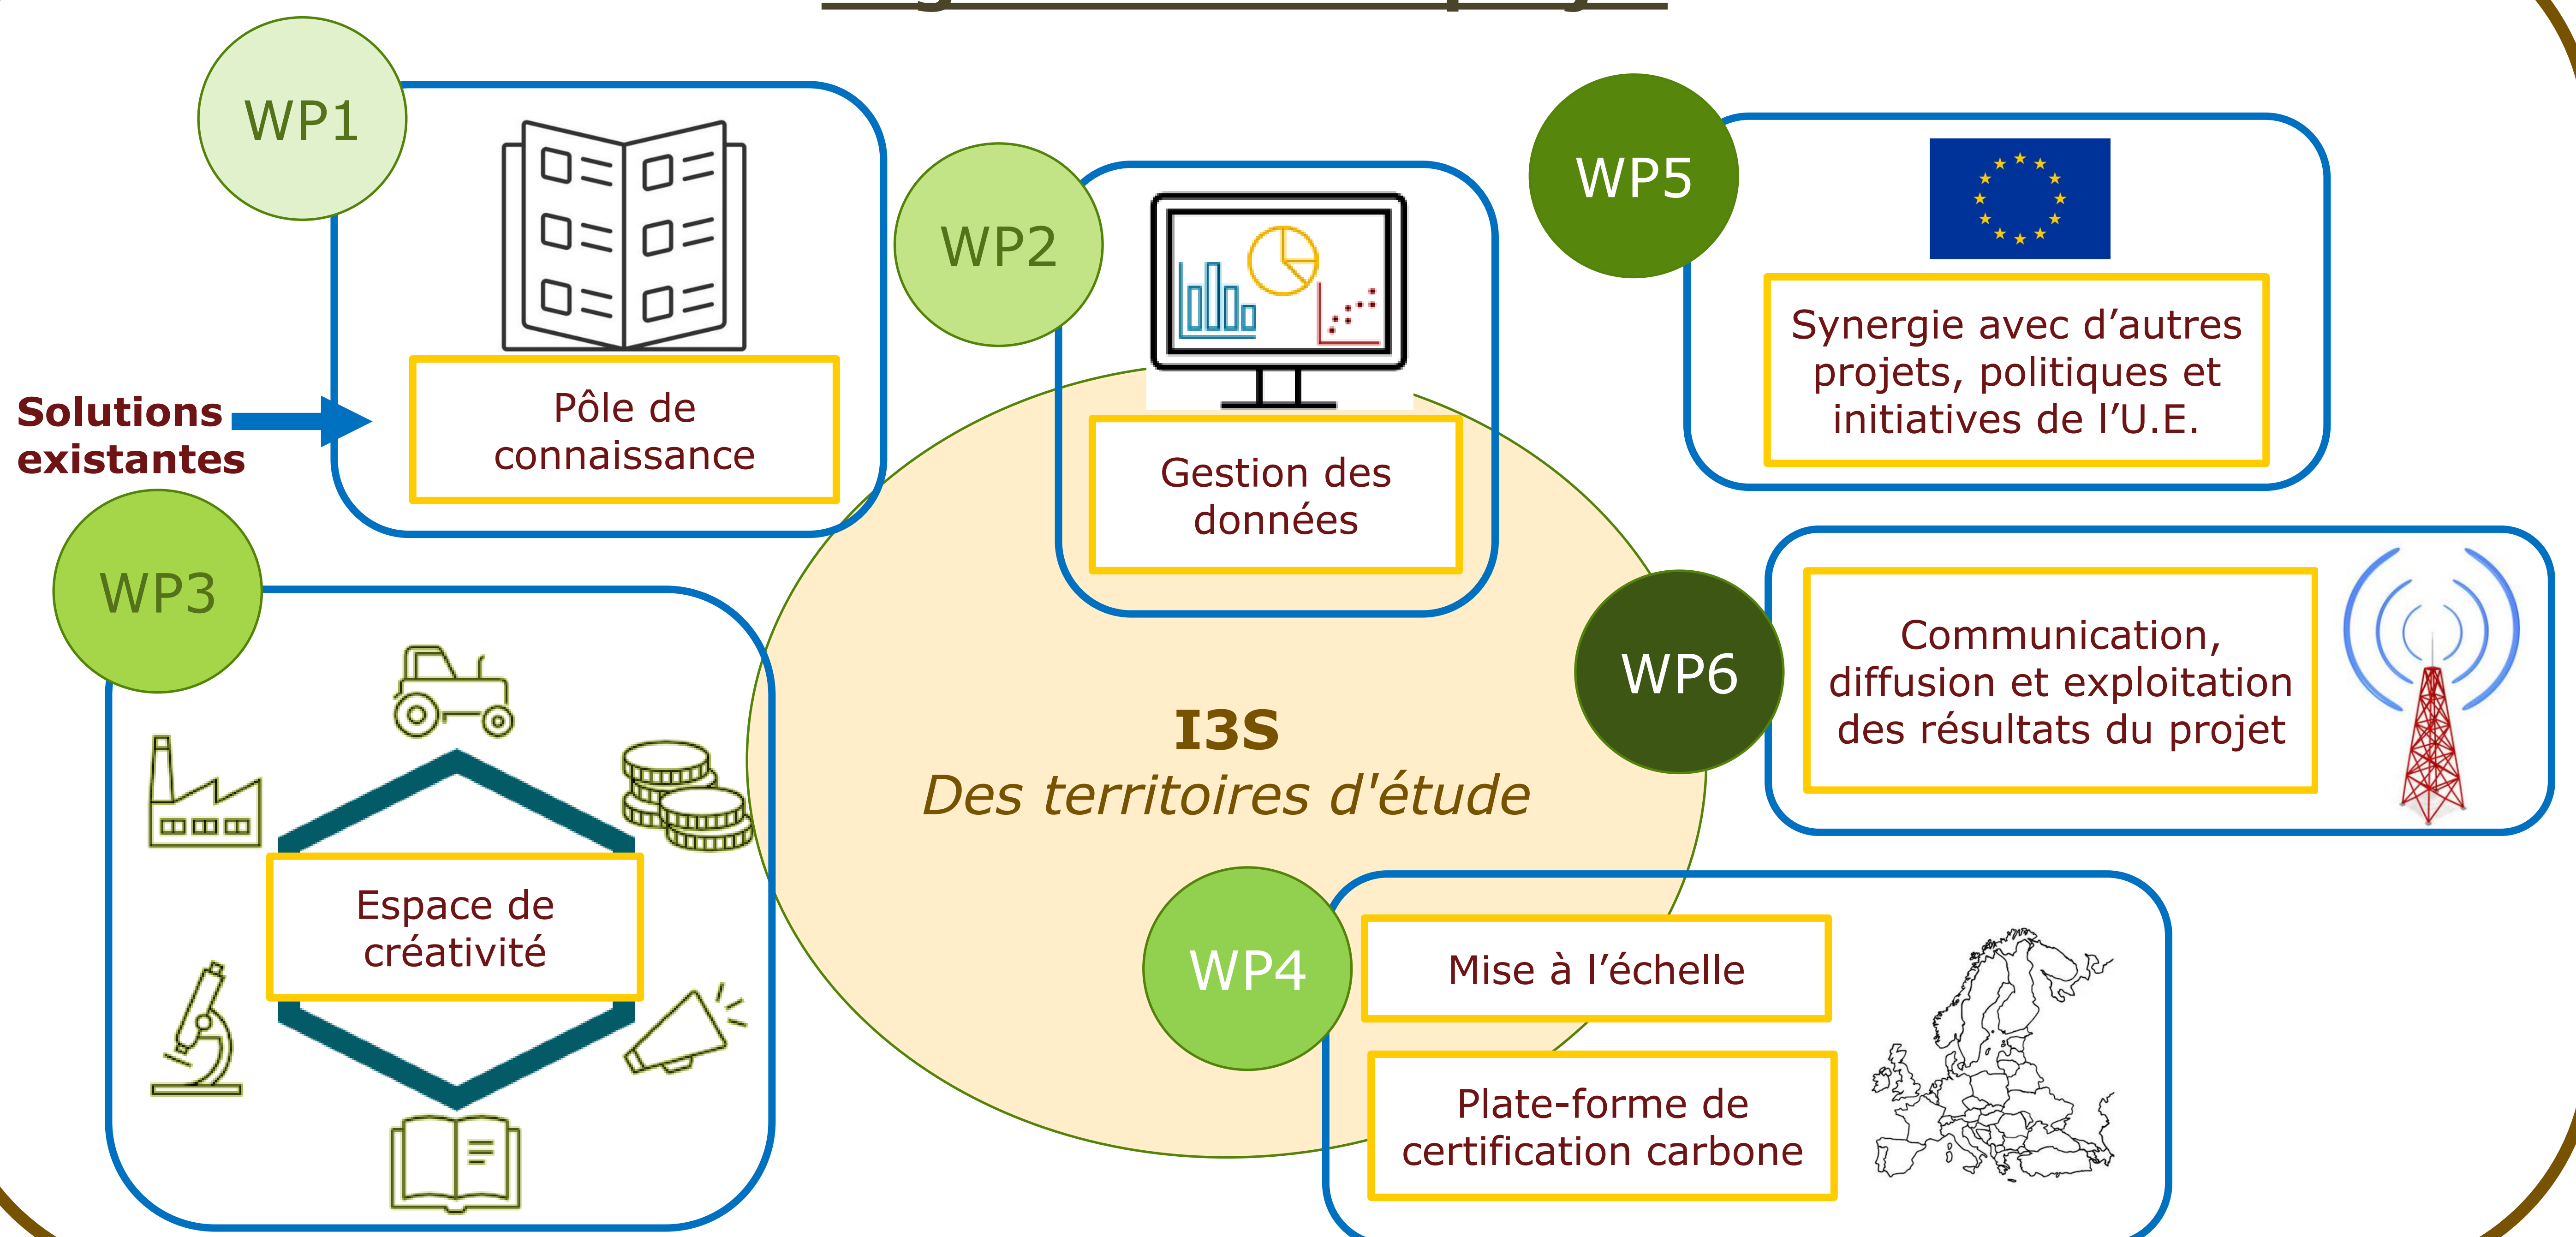 WP1
Pôle de
connaissance
Solutions
existantes
WP2
Gestion des
données
WP5
Synergie avec d’autres
projets, politiques et
initiatives de l’U.E.
WP3
Espace de
créativité
I3S
Des territoires d'étude
WP6
Communication,
diffusion et exploitation
des résultats du projet
WP4
Mise à l’échelle
Plate-forme de
certification carbone